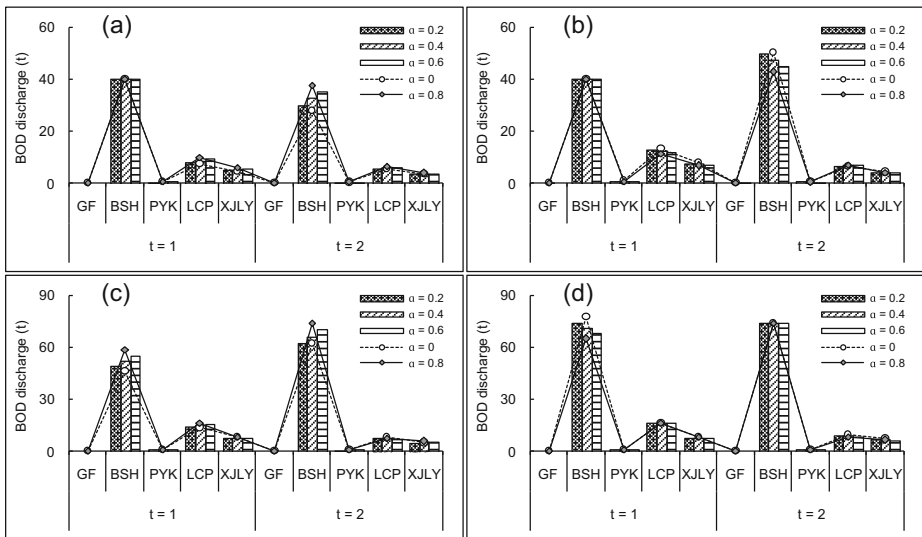 (a)
BOD discharge (t)
60
40
20
0
α = 0.2
α = 0.4
α = 0.6
α = 0
α = 0.8
GF BSH PYK LCP XJLY GF BSH PYK LCP XJLY
t = 1 t = 2
(b)
BOD discharge (t)
60
40
20
0
α = 0.2
α = 0.4
α = 0.6
α = 0
α = 0.8
GF BSH PYK LCP XJLY GF BSH PYK LCP XJLY
t = 1 t = 2
(c)
BOD discharge (t)
90
60
30
0
α = 0.2
α = 0.4
α = 0.6
α = 0
α = 0.8
GF BSH PYK LCP XJLY GF BSH PYK LCP XJLY
t = 1 t = 2
(d)
BOD discharge (t)
90
60
30
0
α = 0.2
α = 0.4
α = 0.6
α = 0
α = 0.8
GF BSH PYK LCP XJLY GF BSH PYK LCP XJLY
t = 1 t = 2